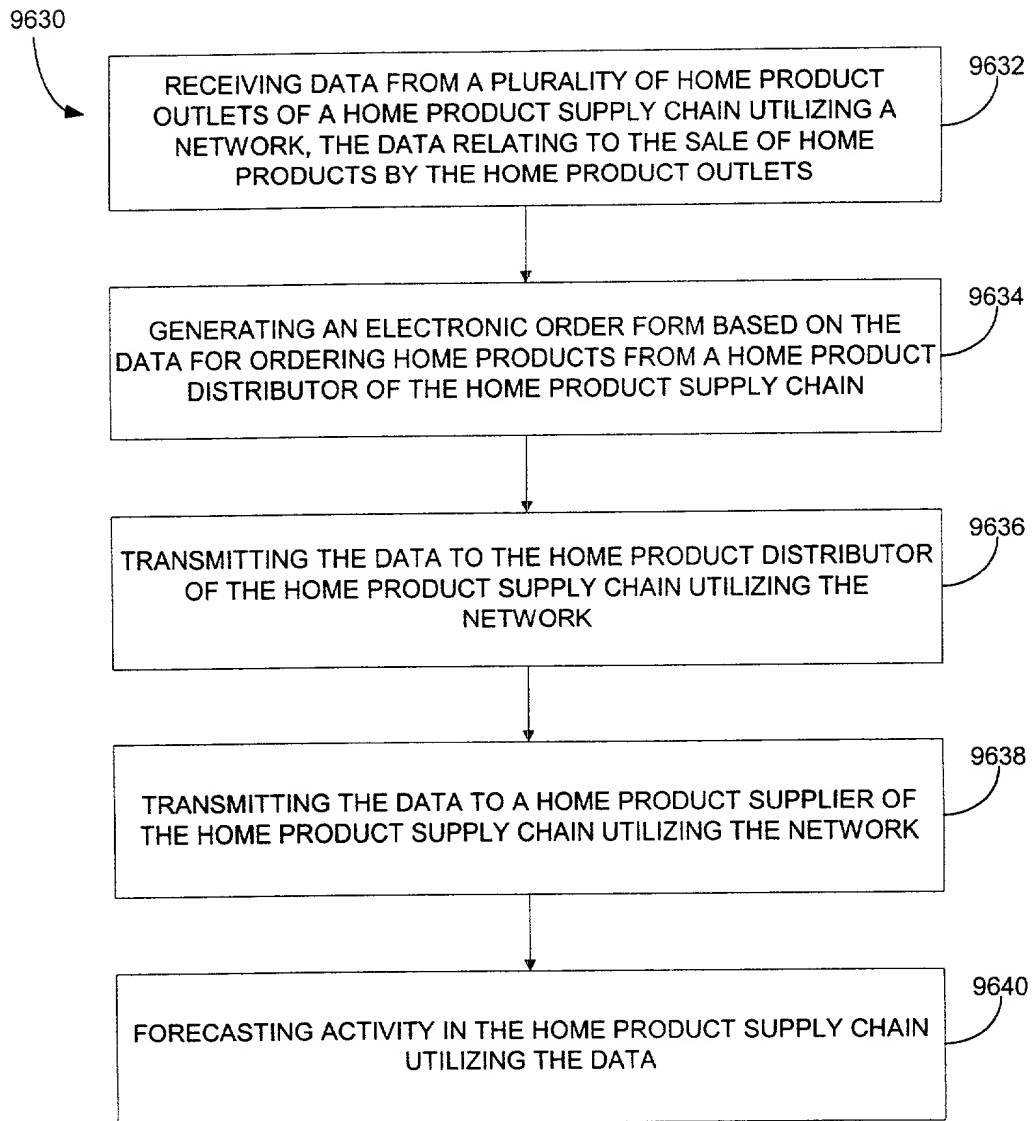 9630
RECEIVING DATA FROM A PLURALITY OF HOME PRODUCT
OUTLETS OF A HOME PRODUCT SUPPLY CHAIN UTILIZING A
NETWORK, THE DATA RELATING TO THE SALE OF HOME
PRODUCTS BY THE HOME PRODUCT OUTLETS
9632
GENERATING AN ELECTRONIC ORDER FORM BASED ON THE
DATA FOR ORDERING HOME PRODUCTS FROM A HOME PRODUCT
DISTRIBUTOR OF THE HOME PRODUCT SUPPLY CHAIN
9634
TRANSMITTING THE DATA TO THE HOME PRODUCT DISTRIBUTOR
OF THE HOME PRODUCT SUPPLY CHAIN UTILIZING THE
NETWORK
9636
TRANSMITTING THE DATA TO A HOME PRODUCT SUPPLIER OF
THE HOME PRODUCT SUPPLY CHAIN UTILIZING THE NETWORK
9638
FORECASTING ACTIVITY IN THE HOME PRODUCT SUPPLY CHAIN
UTILIZING THE DATA
9640